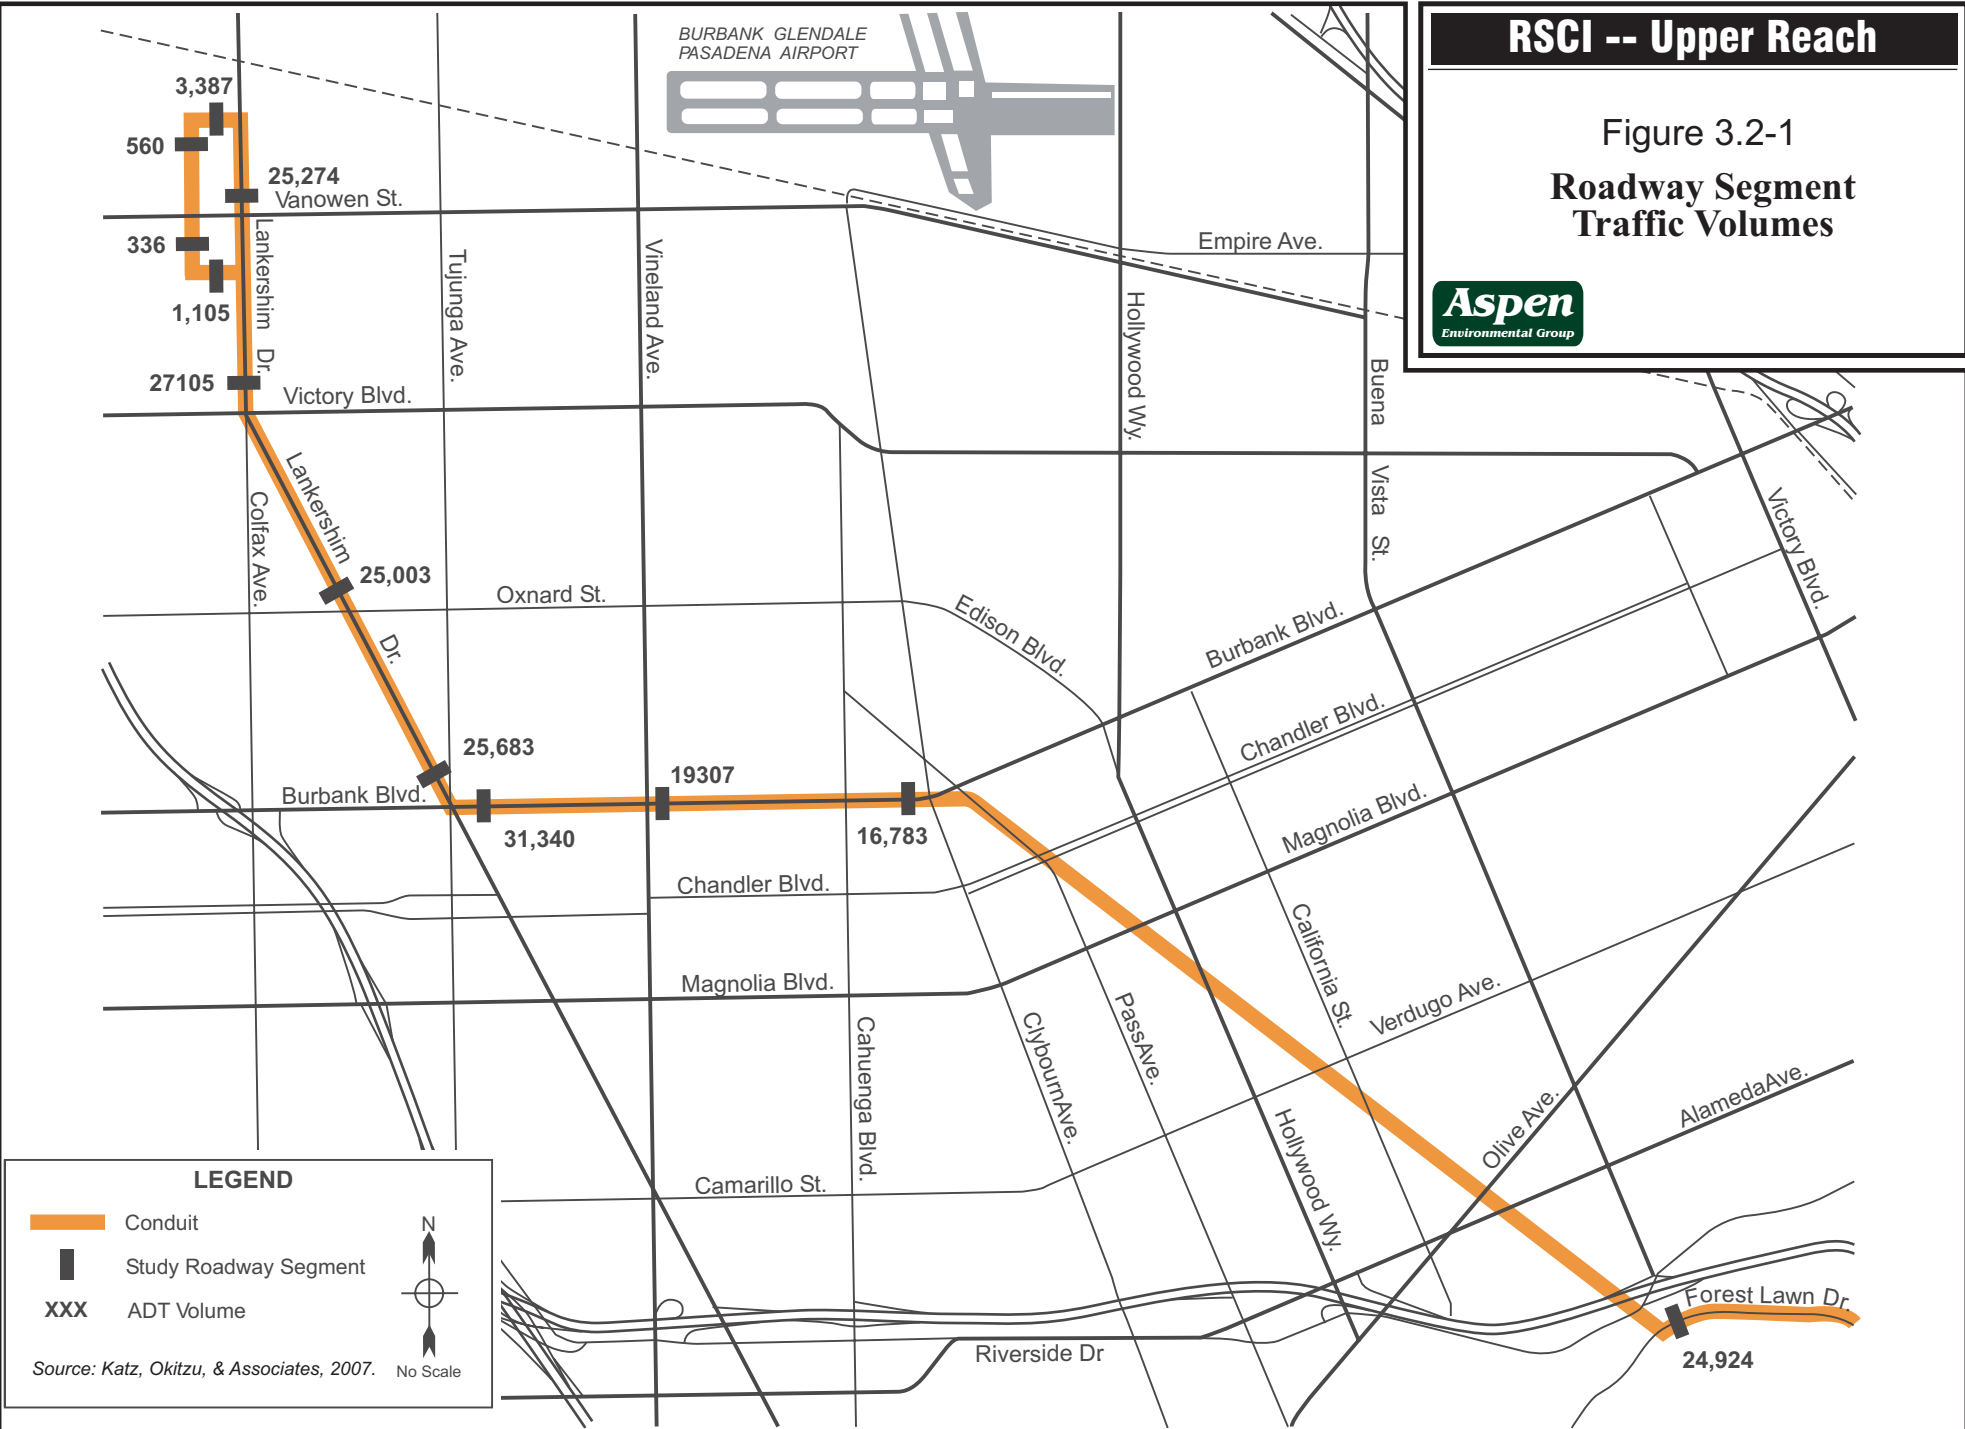 RSCI -- Upper Reach
Figure 3.2-1
Roadway Segment
Traffic Volumes
Aspen
Environmental Group
BURBANK GLENDALE
PASADENA AIRPORT
3,387
560
25,274
Vanowen St.
336
1,105
Lankershim Dr.
27105
Victory Blvd.
Tujunga Ave.
Vineland Ave.
Empire Ave.
Hollywood Wy.
Buena Vista St.
Victory Blvd.
Lankershim Dr.
Colfax Ave.
25,003
Oxnard St.
Edison Blvd.
Burbank Blvd.
Chandler Blvd.
Magnolia Blvd.
25,683
Burbank Blvd.
31,340
19307
16,783
Chandler Blvd.
Magnolia Blvd.
Cahuenga Blvd.
ClybournAve.
PassAve.
California St.
Verdugo Ave.
Hollywood Wy.
Olive Ave.
AlamedaAve.
Camarillo St.
Riverside Dr
Forest Lawn Dr.
24,924
LEGEND
Conduit
Study Roadway Segment
XXX ADT Volume
N
No Scale
Source: Katz, Okitzu, & Associates, 2007.